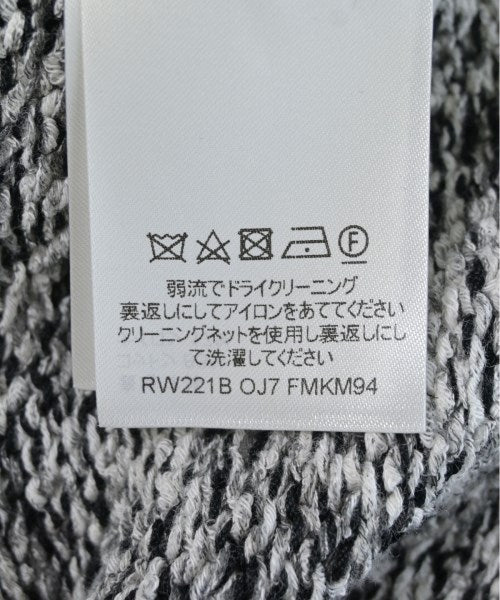 F
弱流でドライクリーニング
裏返しにしてアイロンをあててください
クリーニングネットを使用し裏返しにし
て洗濯してください
RW221B OJ7 FMKM94